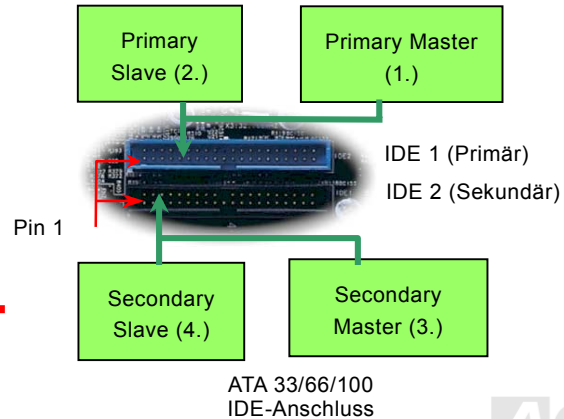 Primary
Slave (2.)
Primary Master
(1.)
IDE 1 (Primär)
IDE 2 (Sekundär)
Pin 1
Secondary
Slave (4.)
Secondary
Master (3.)
ATA 33/66/100
IDE-Anschluss